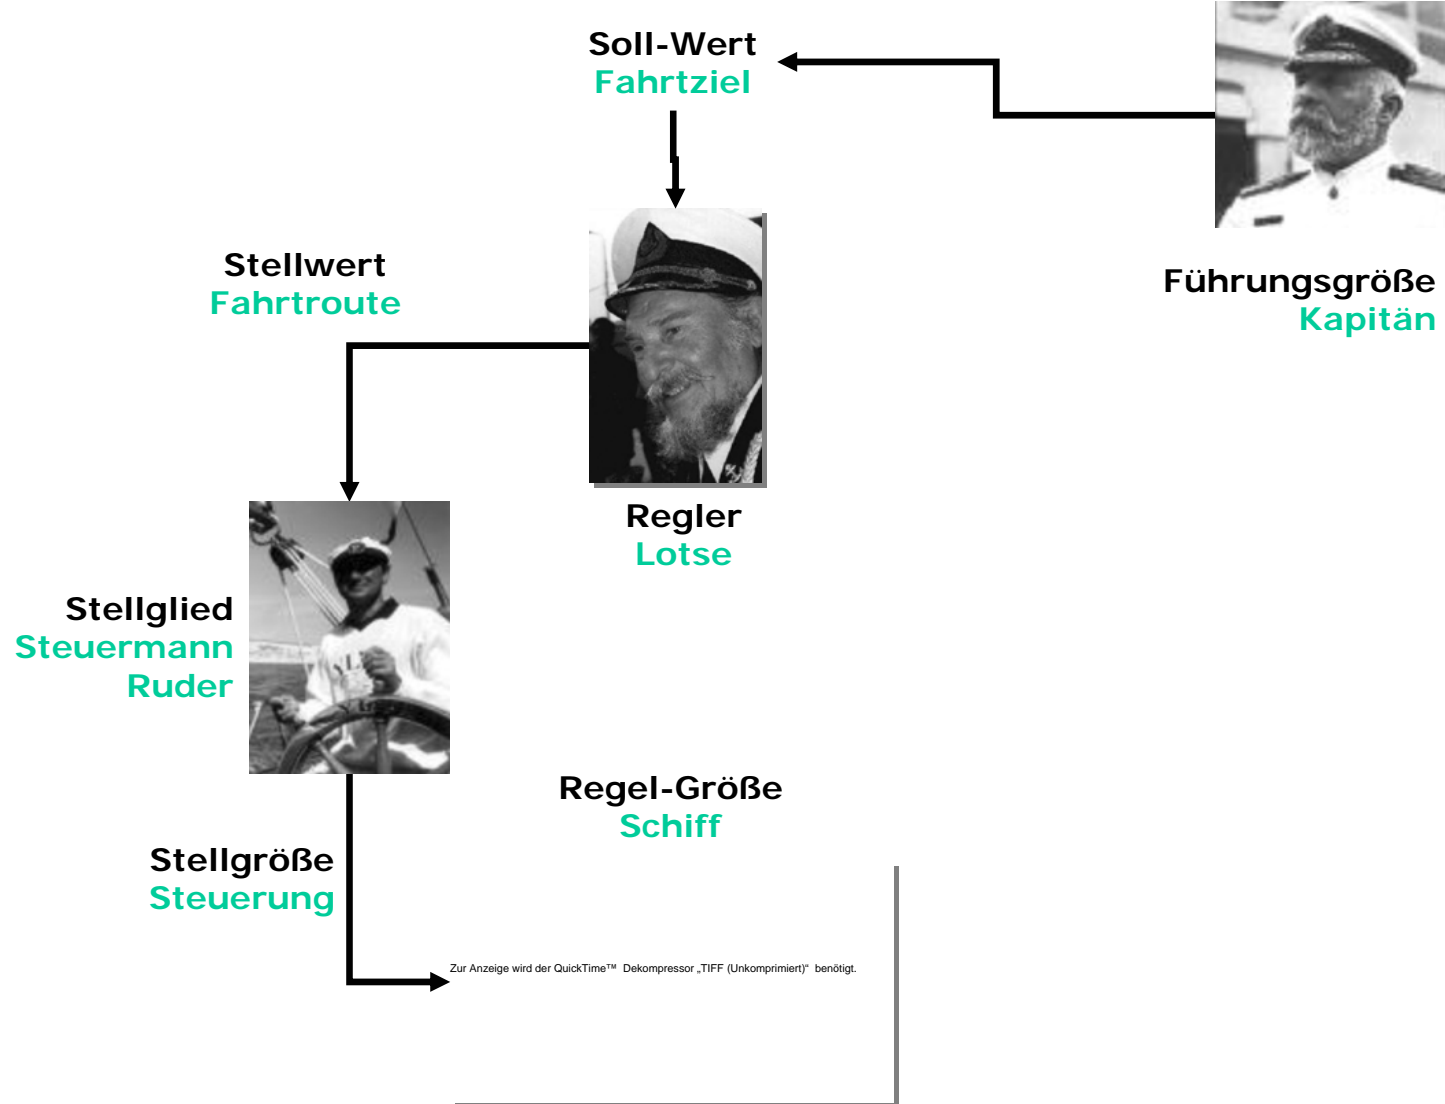 Soll-Wert
Fahrtziel
Führungsgröße
Kapitän
Stellwert
Fahrtroute
Regler
Lotse
Stellglied
Steuermann
Ruder
Regel-Größe
Schiff
Stellgröße
Steuerung
Zur Anzeige wird der QuickTime™ Dekompressor „TIFF (Unkomprimiert)“ benötigt.